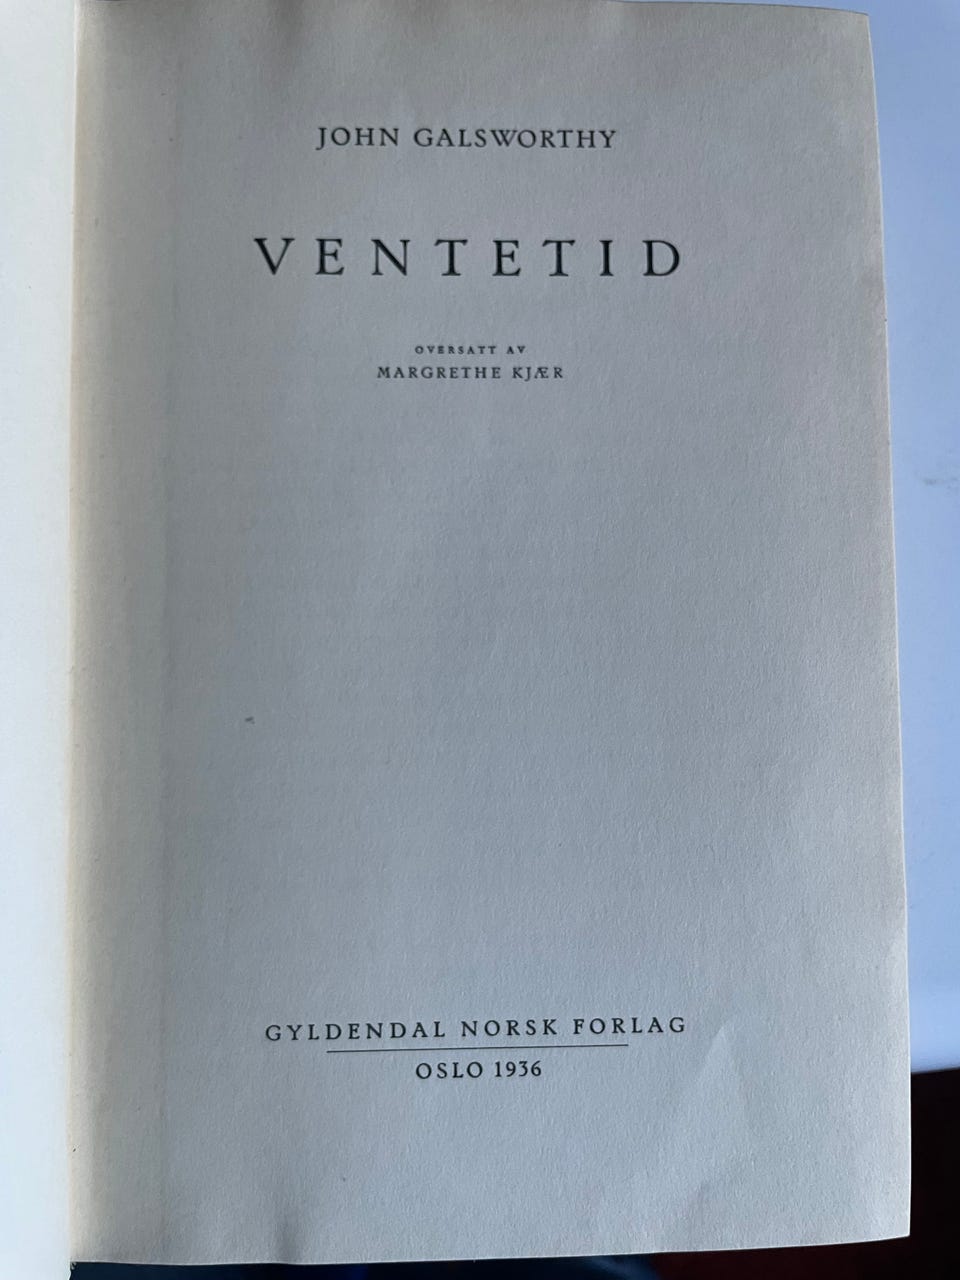 JOHN GALSWORTHY
VENTETID
OVERSATT AV
MARGRETHE KJÆR
GYLDENDAL NORSK FORLAG
OSLO 1936